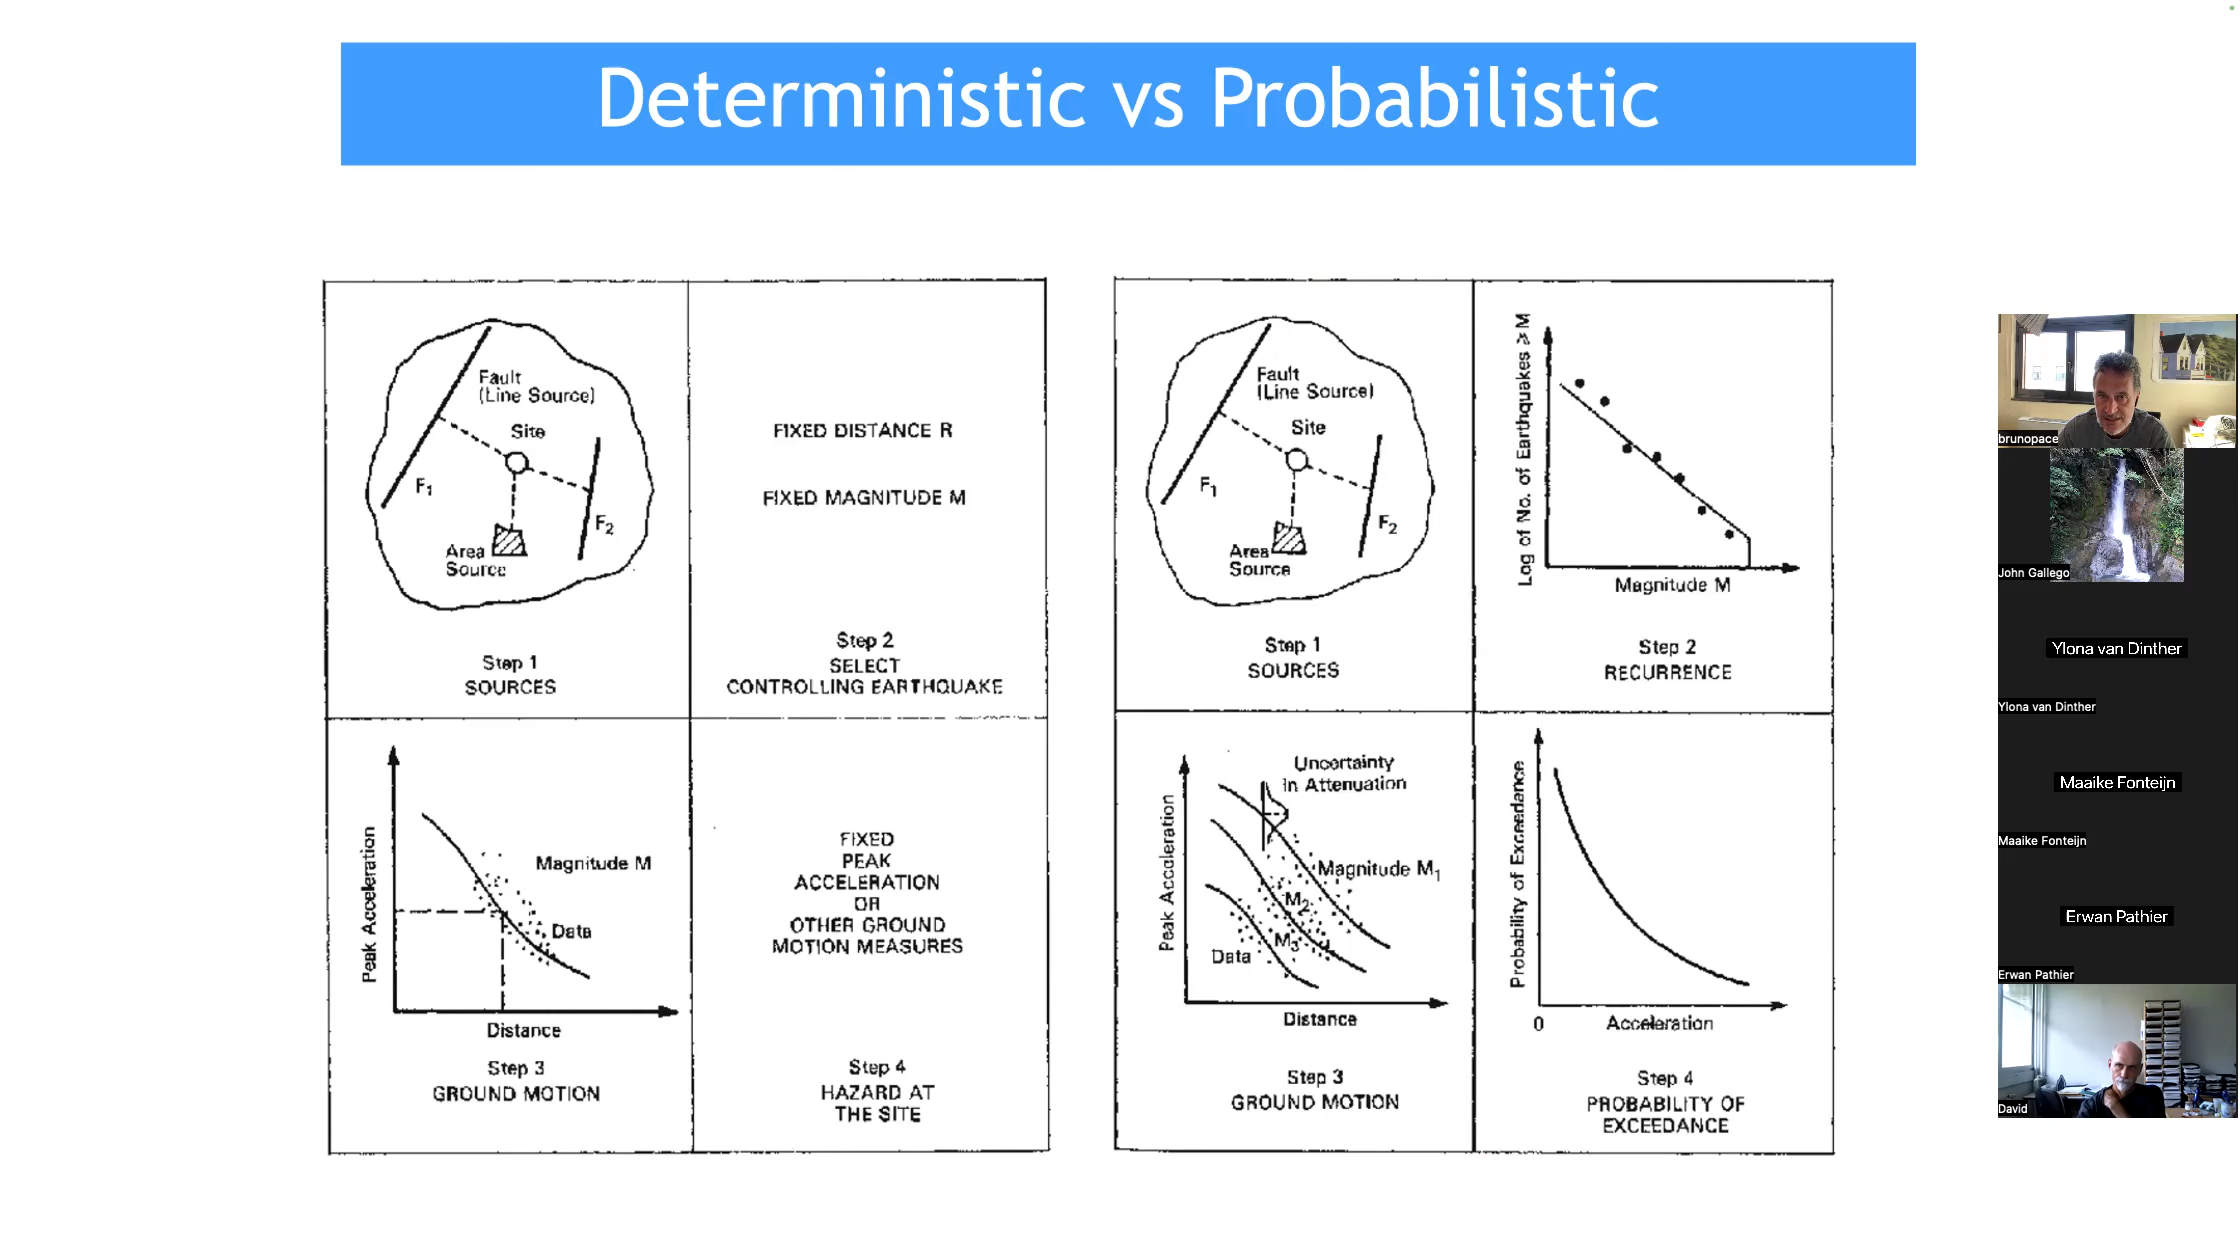 Deterministic vs Probabilistic
Fault
(Line Source)
Site
F1
F2
Area
Source
Step 1
SOURCES
FIXED DISTANCE R
FIXED MAGNITUDE M
Step 2
SELECT
CONTROLLING EARTHQUAKE
Peak Acceleration
Magnitude M
Data
Distance
Step 3
GROUND MOTION
FIXED
PEAK
ACCELERATION
OR
OTHER GROUND
MOTION MEASURES
Step 4
HAZARD AT
THE SITE
Fault
(Line Source)
Site
F1
F2
Area
Source
Step 1
SOURCES
Log of No. of Earthquakes ⩾ M
Magnitude M
Step 2
RECURRENCE
Uncertainty
in Attenuation
Peak Acceleration
Magnitude M1
M2
M3
Data
Distance
Step 3
GROUND MOTION
Probability of Exceedance
0
Acceleration
Step 4
PROBABILITY OF
EXCEEDANCE
brunopace
John Gallego
Ylona van Dinther
Ylona van Dinther
Maaike Fonteijn
Maaike Fonteijn
Erwan Pathier
Erwan Pathier
David